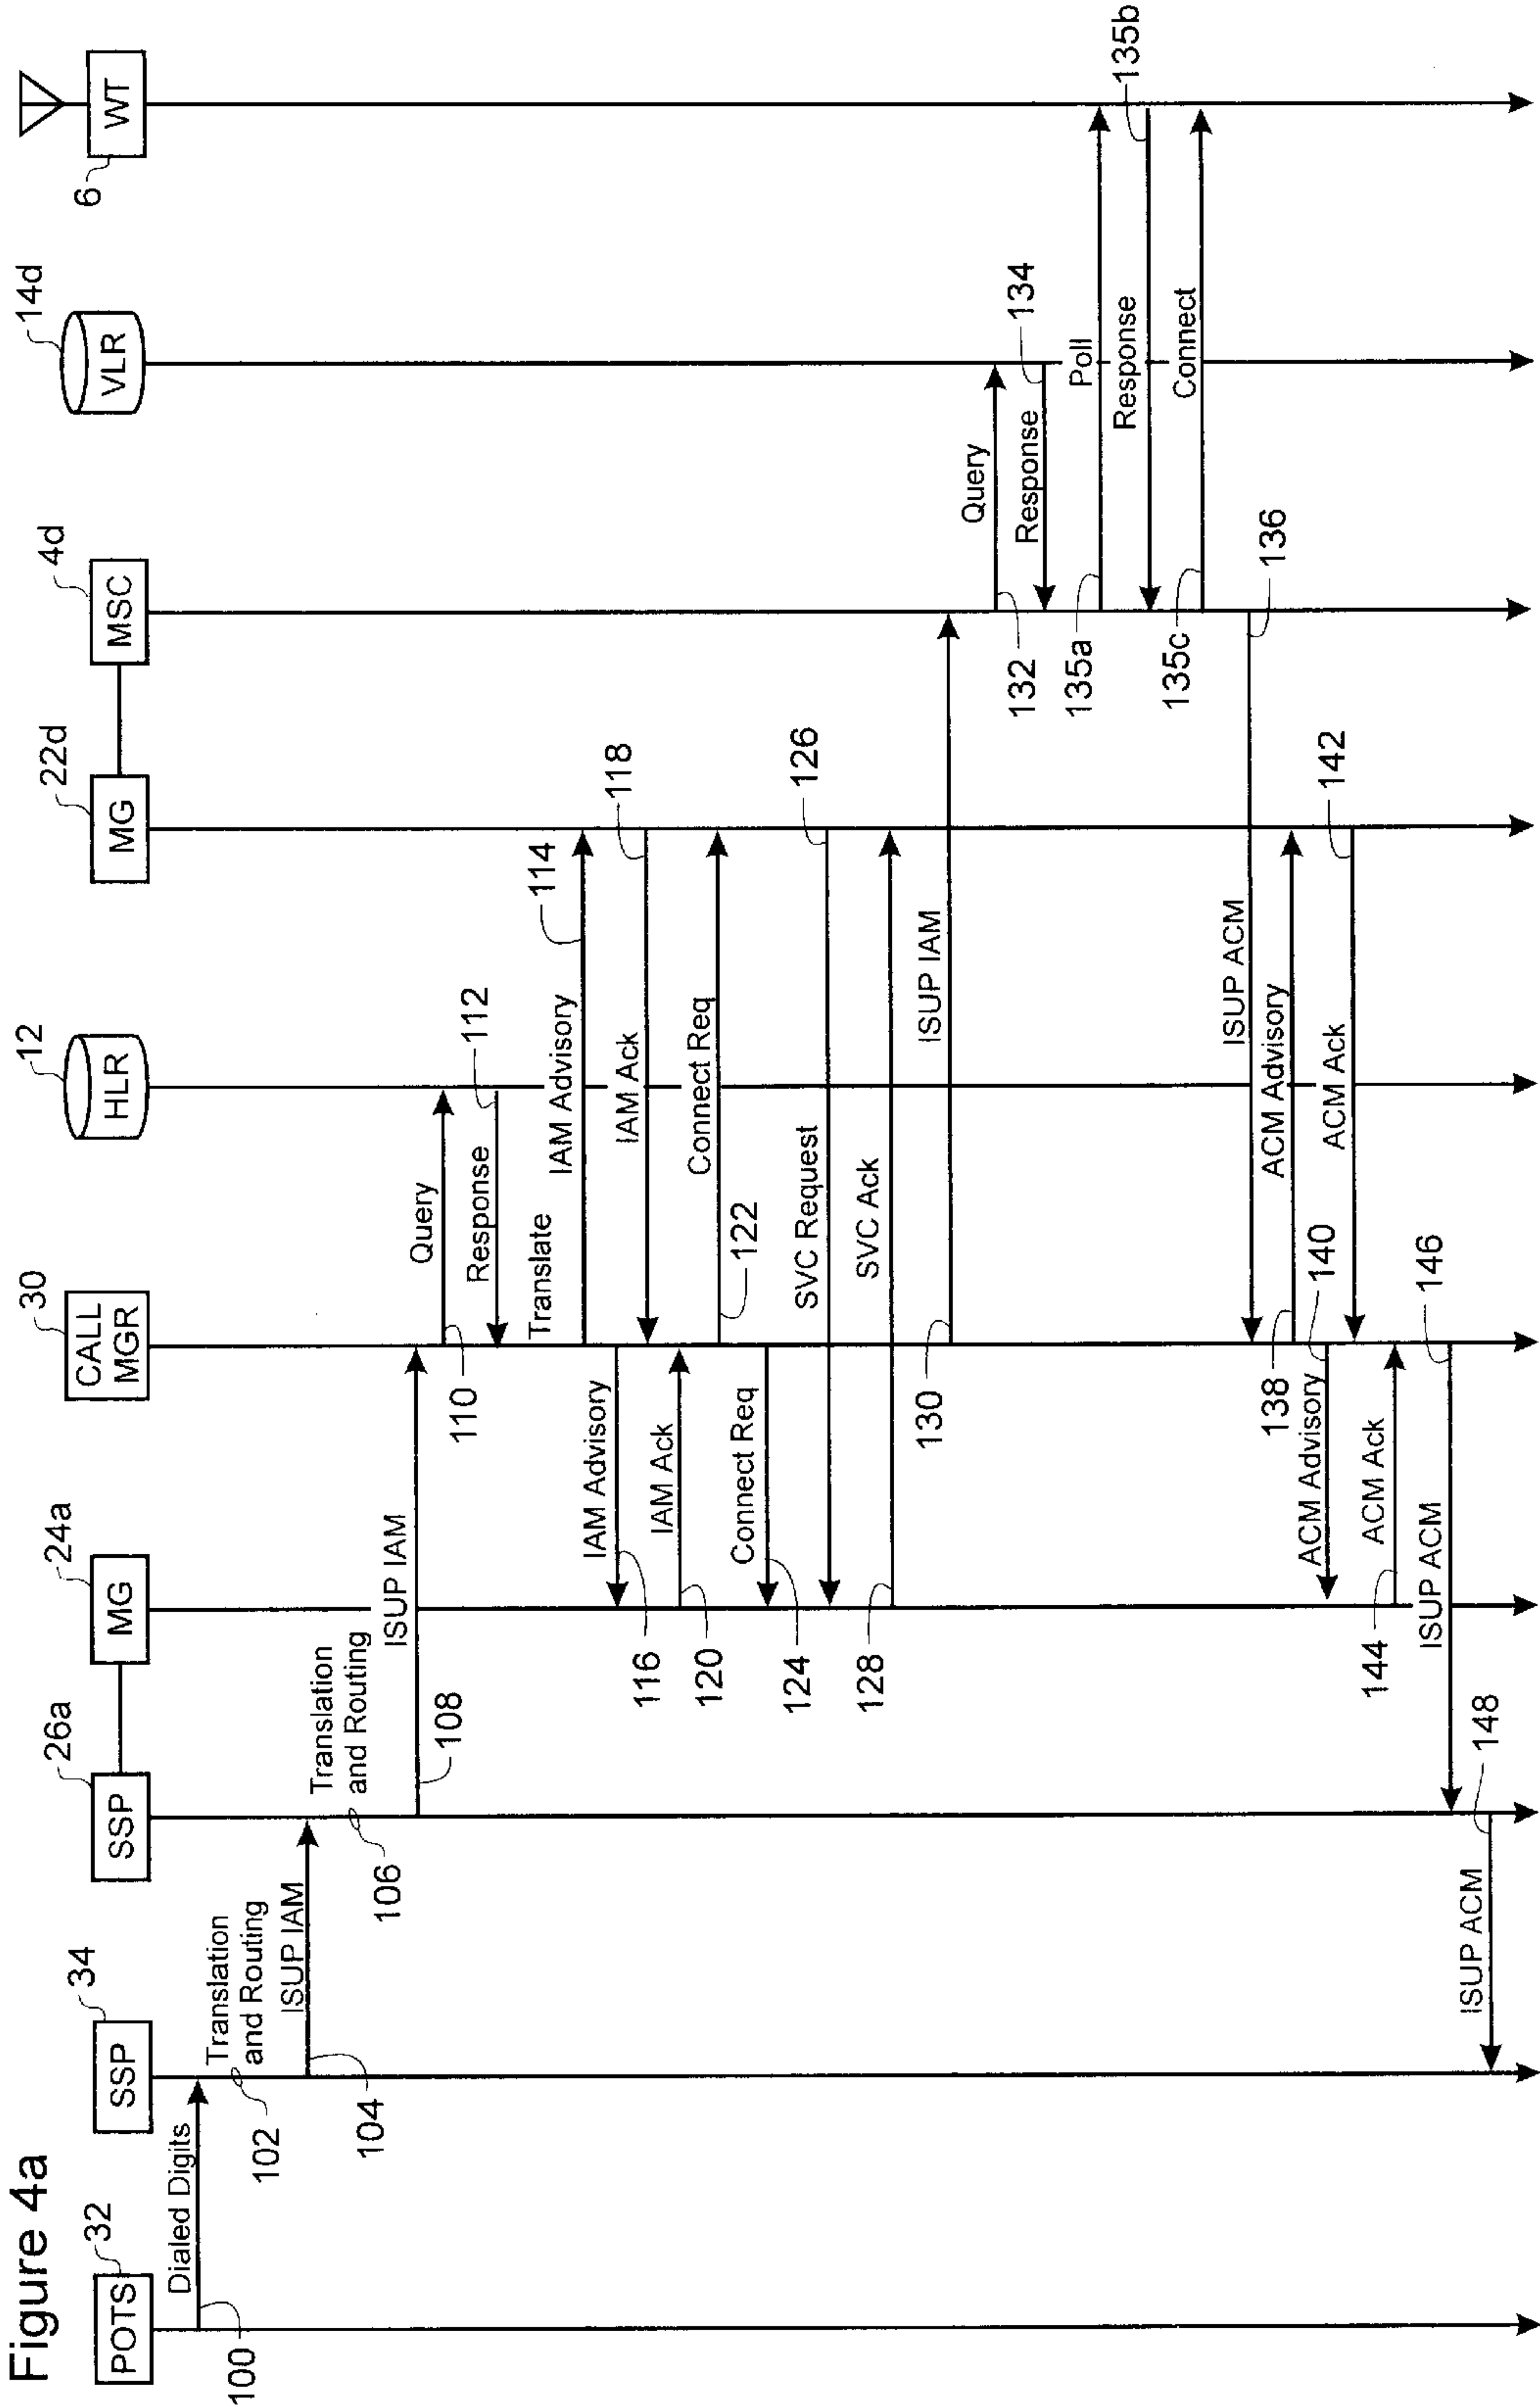 Figure 4a
POTS
32
SSP
34
SSP
26a
MG
24a
CALL
MGR
30
HLR
12
MG
22d
MSC
4d
VLR
14d
WT
6
Dialed Digits
100
Translation
and Routing
102
ISUP IAM
104
Translation
and Routing
106
ISUP IAM
108
Query
110
Response
112
Translate
IAM Advisory
114
IAM Advisory
116
IAM Ack
118
IAM Ack
120
Connect Req
122
Connect Req
124
SVC Request
126
SVC Ack
128
ISUP IAM
130
Query
132
Response
134
Poll
135a
Response
135b
Connect
135c
ISUP ACM
136
ACM Advisory
138
ACM Advisory
140
ACM Ack
142
ACM Ack
144
ISUP ACM
146
ISUP ACM
148